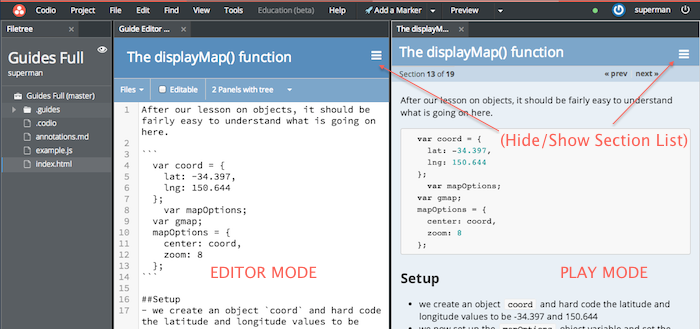 Codio Project File Edit Find View Tools Education (beta) Help Add a Marker Preview superman
Filetree
Guides Full
superman
Guides Full (master)
.guides
.codio
annotations.md
example.js
index.html
Guide Editor ...
The displayMap() function
Files Editable 2 Panels with tree
1 After our lesson on objects, it should be
fairly easy to understand what is going on
here.
2
3 ```
4 var coord = {
5 lat: -34.397,
6 lng: 150.644
7 };
8 var mapOptions;
9 var gmap;
10 mapOptions = {
11 center: coord,
12 zoom: 8
13 };
14 ```
15
16 ##Setup
17 - we create an object `coord` and hard code
the latitude and longitude values to be
EDITOR MODE
The displayM...
The displayMap() function
Section 13 of 19 « prev next »
After our lesson on objects, it should be fairly easy to understand
what is going on here.
(Hide/Show Section List)
var coord = {
lat: -34.397,
lng: 150.644
};
var mapOptions;
var gmap;
mapOptions = {
center: coord,
zoom: 8
};
PLAY MODE
Setup
• we create an object coord and hard code the latitude and
longitude values to be -34.397 and 150.644
• we now set up the mapOptions object variable and set the